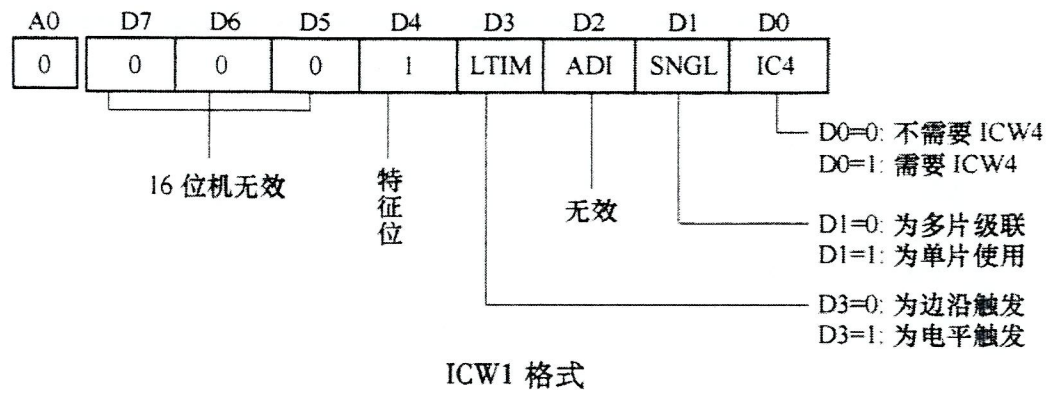 A0 D7 D6 D5 D4 D3 D2 D1 D0
0 0 0 0 1 LTIM ADI SNGL IC4
D0=0: 不需要 ICW4
D0=1: 需要 ICW4
16 位机无效
特征位
无效
D1=0: 为多片级联
D1=1: 为单片使用
D3=0: 为边沿触发
D3=1: 为电平触发
ICW1 格式